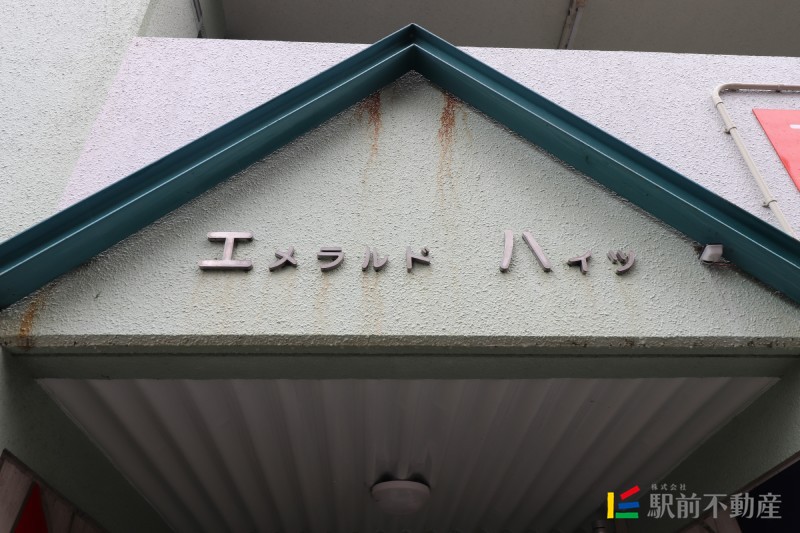 エメラルド ハイツ
株式会社
駅前不動産